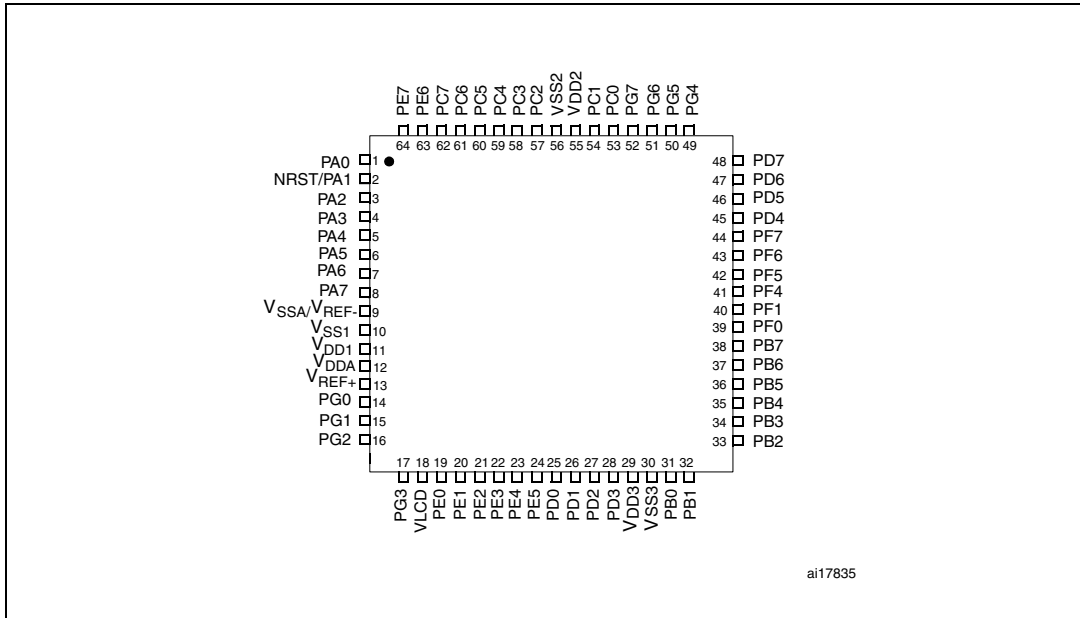 PE7 PE6 PC7 PC6 PC5 PC4 PC3 PC2 VSS2 VDD2 PC1 PC0 PG7 PG6 PG5 PG4
64 63 62 61 60 59 58 57 56 55 54 53 52 51 50 49
PA0 1 48 PD7
NRST/PA1 2 47 PD6
PA2 3 46 PD5
PA3 4 45 PD4
PA4 5 44 PF7
PA5 6 43 PF6
PA6 7 42 PF5
PA7 8 41 PF4
VSSA/VREF- 9 40 PF1
VSS1 10 39 PF0
VDD1 11 38 PB7
VDDA 12 37 PB6
VREF+ 13 36 PB5
PG0 14 35 PB4
PG1 15 34 PB3
PG2 16 33 PB2
17 18 19 20 21 22 23 24 25 26 27 28 29 30 31 32
PG3 VLCD PE0 PE1 PE2 PE3 PE4 PE5 PD0 PD1 PD2 PD3 VDD3 VSS3 PB0 PB1
ai17835